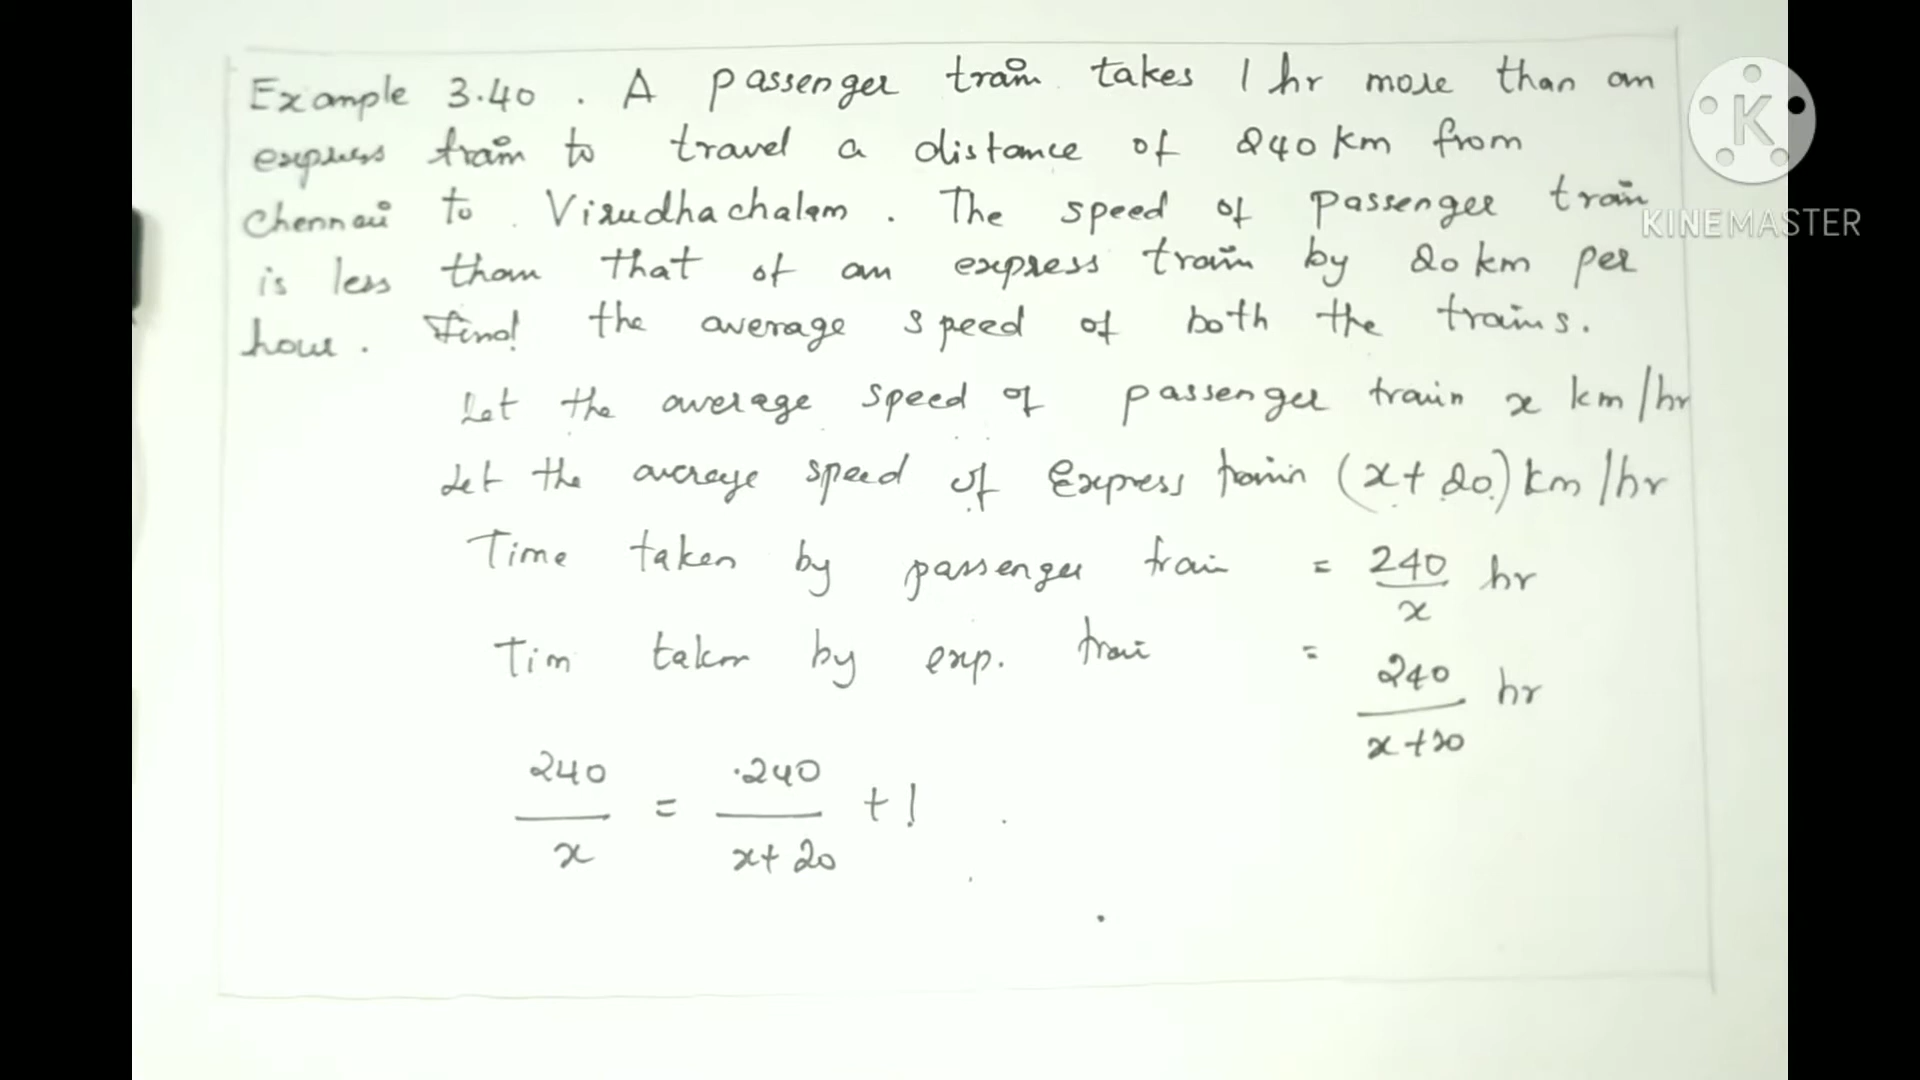 Example 3.40. A passenger train takes 1 hr more than an
express train to travel a distance of 240 km from
Chennai to Virudhachalam. The speed of passenger train
is less than that of an express train by 20 km per
hour. Find the average speed of both the trains.
Let the average speed of passenger train x km/hr
Let the average speed of Express train (x+20) km/hr
Time taken by passenger train = 240/x hr
Tim taken by exp. trai = 240/x+20 hr
240/x = 240/x+20 + 1
K
KINEMASTER